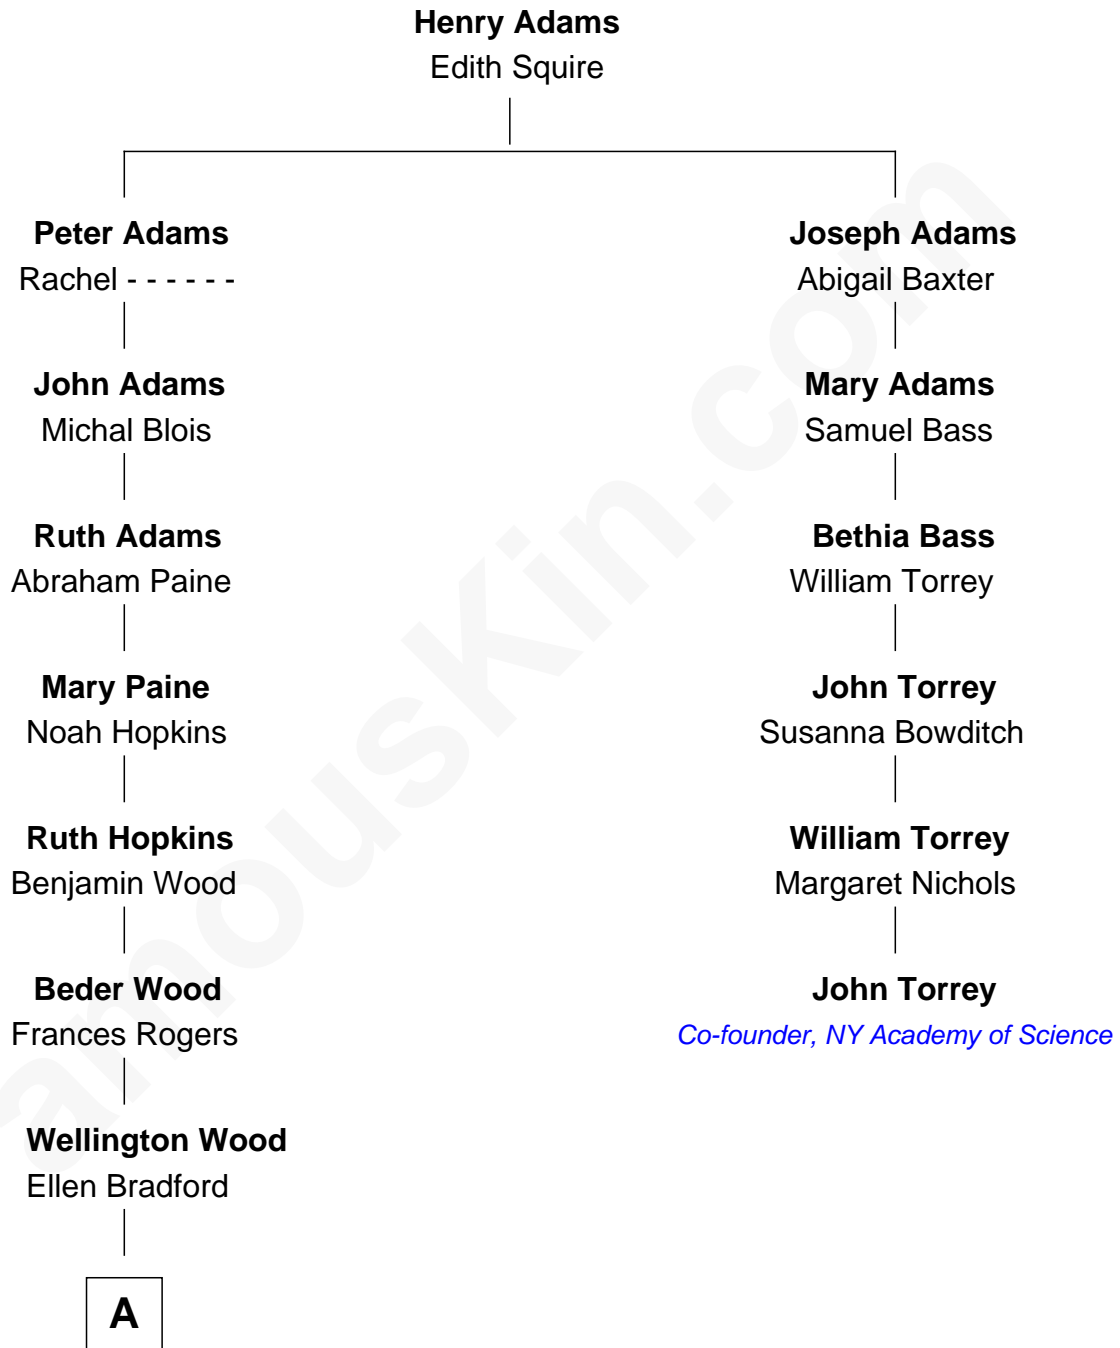 Henry Adams
Edith Squire
Peter Adams
Rachel - - - - - -
Joseph Adams
Abigail Baxter
John Adams
Michal Blois
Mary Adams
Samuel Bass
Ruth Adams
Abraham Paine
Bethia Bass
William Torrey
Mary Paine
Noah Hopkins
John Torrey
Susanna Bowditch
Ruth Hopkins
Benjamin Wood
William Torrey
Margaret Nichols
Beder Wood
Frances Rogers
John Torrey
Co-founder, NY Academy of Science
Wellington Wood
Ellen Bradford
A
amousKin.com